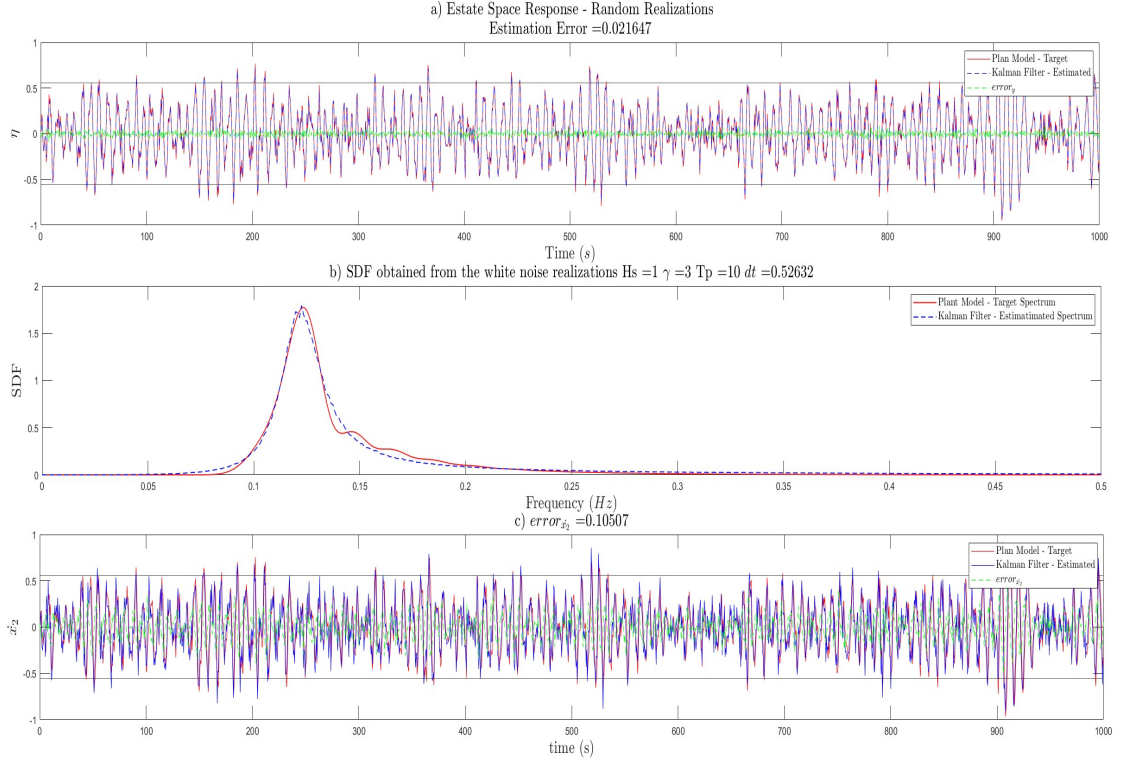 a) Estate Space Response - Random Realizations
Estimation Error =0.021647
1
0.5
0
-0.5
-1
η
Plan Model - Target
Kalman Filter - Estimated
error_y
0 100 200 300 400 500 600 700 800 900 1000
Time (s)
b) SDF obtained from the white noise realizations Hs =1 γ =3 Tp =10 dt =0.52632
2
1.5
1
0.5
0
SDF
Plant Model - Target Spectrum
Kalman Filter - Estimatimated Spectrum
0 0.05 0.1 0.15 0.2 0.25 0.3 0.35 0.4 0.45 0.5
Frequency (Hz)
c) error_ẋ₂ =0.10507
1
0.5
0
-0.5
-1
ẋ₂
Plan Model - Target
Kalman Filter - Estimated
error_ẋ₂
0 100 200 300 400 500 600 700 800 900 1000
time (s)